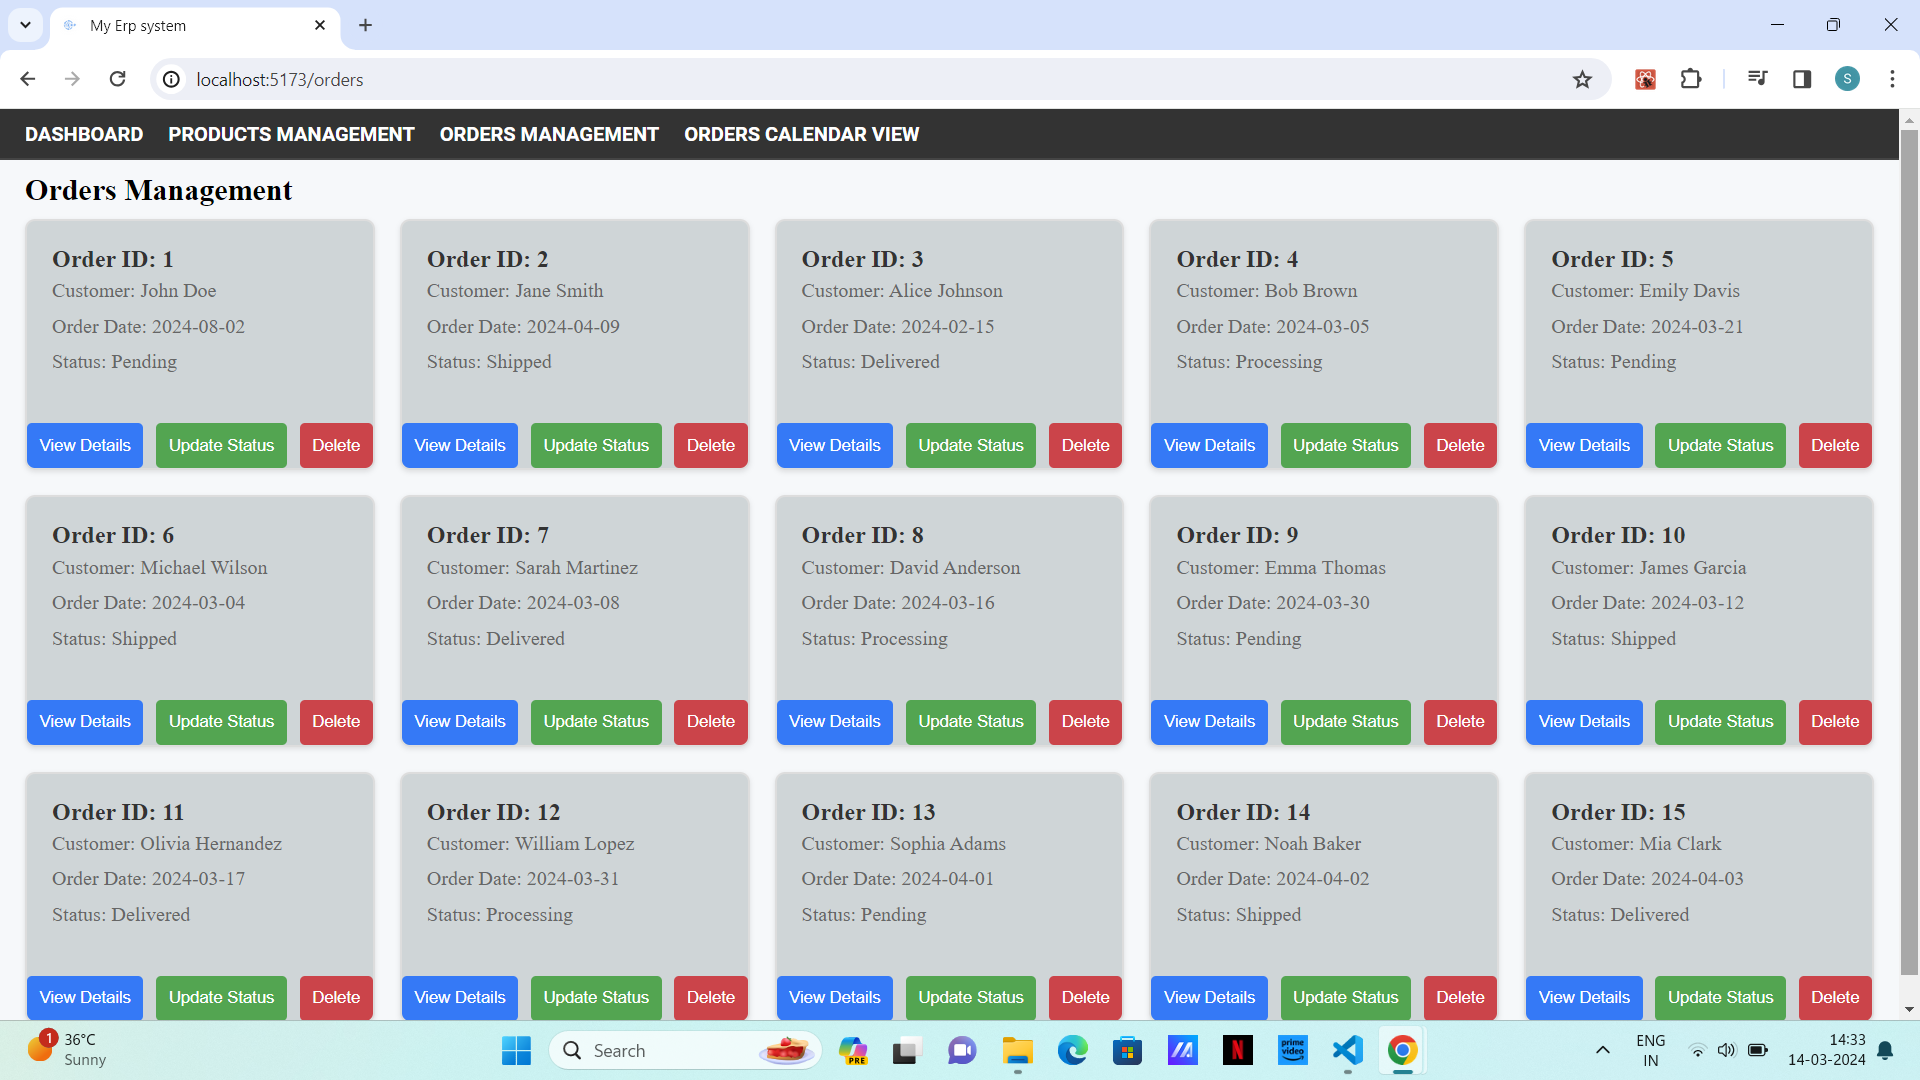 My Erp system
localhost:5173/orders
S
DASHBOARD PRODUCTS MANAGEMENT ORDERS MANAGEMENT ORDERS CALENDAR VIEW
Orders Management
Order ID: 1
Customer: John Doe
Order Date: 2024-08-02
Status: Pending
View Details Update Status Delete
Order ID: 2
Customer: Jane Smith
Order Date: 2024-04-09
Status: Shipped
View Details Update Status Delete
Order ID: 3
Customer: Alice Johnson
Order Date: 2024-02-15
Status: Delivered
View Details Update Status Delete
Order ID: 4
Customer: Bob Brown
Order Date: 2024-03-05
Status: Processing
View Details Update Status Delete
Order ID: 5
Customer: Emily Davis
Order Date: 2024-03-21
Status: Pending
View Details Update Status Delete
Order ID: 6
Customer: Michael Wilson
Order Date: 2024-03-04
Status: Shipped
View Details Update Status Delete
Order ID: 7
Customer: Sarah Martinez
Order Date: 2024-03-08
Status: Delivered
View Details Update Status Delete
Order ID: 8
Customer: David Anderson
Order Date: 2024-03-16
Status: Processing
View Details Update Status Delete
Order ID: 9
Customer: Emma Thomas
Order Date: 2024-03-30
Status: Pending
View Details Update Status Delete
Order ID: 10
Customer: James Garcia
Order Date: 2024-03-12
Status: Shipped
View Details Update Status Delete
Order ID: 11
Customer: Olivia Hernandez
Order Date: 2024-03-17
Status: Delivered
View Details Update Status Delete
Order ID: 12
Customer: William Lopez
Order Date: 2024-03-31
Status: Processing
View Details Update Status Delete
Order ID: 13
Customer: Sophia Adams
Order Date: 2024-04-01
Status: Pending
View Details Update Status Delete
Order ID: 14
Customer: Noah Baker
Order Date: 2024-04-02
Status: Shipped
View Details Update Status Delete
Order ID: 15
Customer: Mia Clark
Order Date: 2024-04-03
Status: Delivered
View Details Update Status Delete
1
36°C
Sunny
Search
PRE
N
prime
video
ENG
IN
14:33
14-03-2024